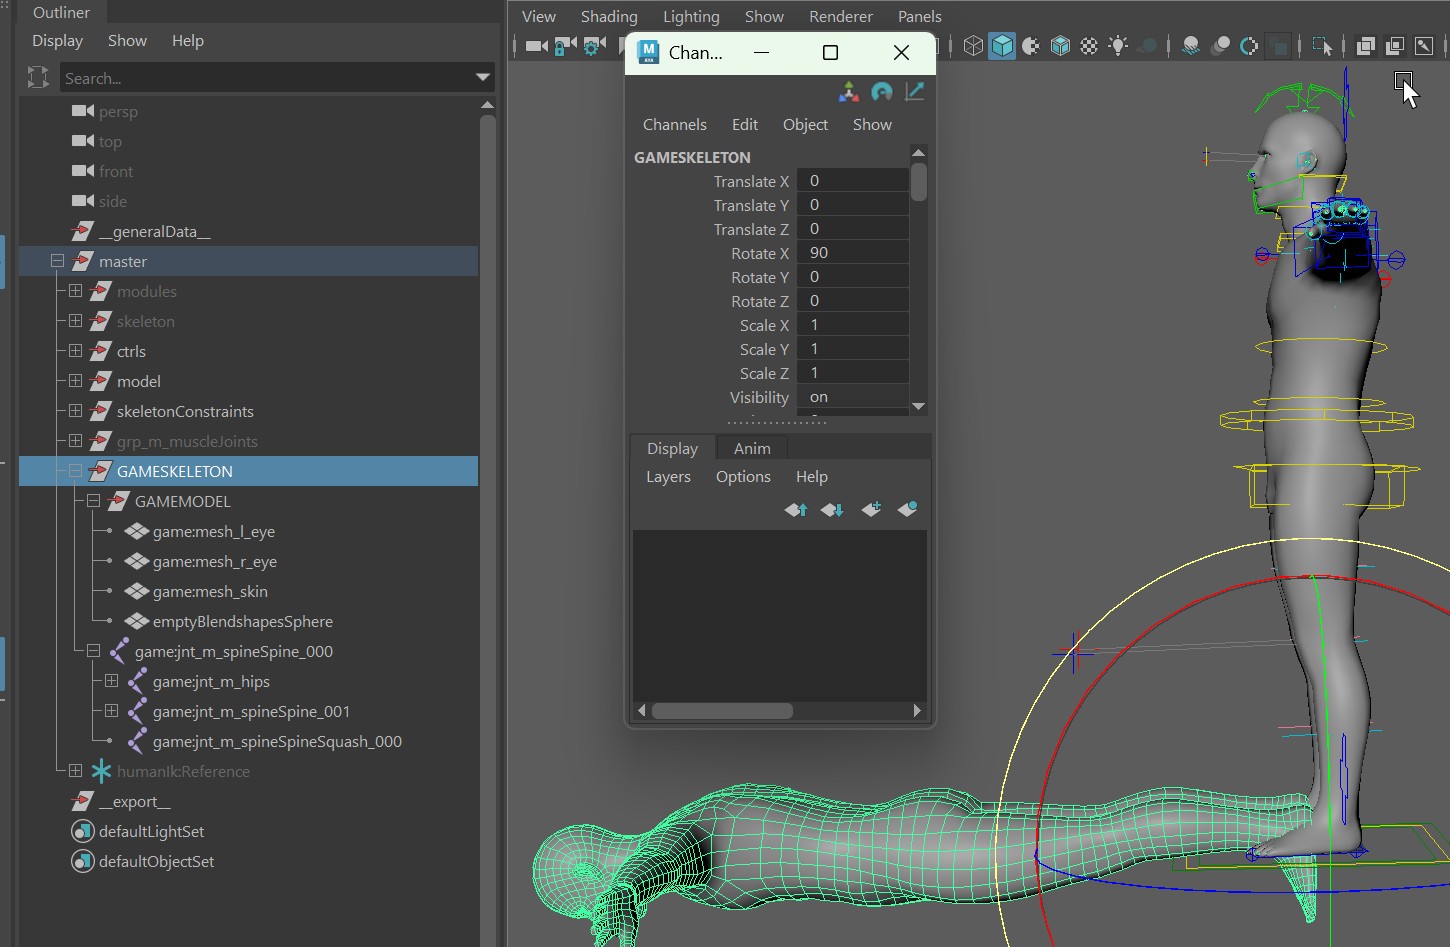 Outliner
Display Show Help
Search...
persp
top
front
side
__generalData__
master
modules
skeleton
ctrls
model
skeletonConstraints
grp_m_muscleJoints
GAMESKELETON
GAMEMODEL
game:mesh_l_eye
game:mesh_r_eye
game:mesh_skin
emptyBlendshapesSphere
game:jnt_m_spineSpine_000
game:jnt_m_hips
game:jnt_m_spineSpine_001
game:jnt_m_spineSpineSquash_000
humanIk:Reference
__export__
defaultLightSet
defaultObjectSet
View Shading Lighting Show Renderer Panels
M
Chan...
Channels Edit Object Show
GAMESKELETON
Translate X 0
Translate Y 0
Translate Z 0
Rotate X 90
Rotate Y 0
Rotate Z 0
Scale X 1
Scale Y 1
Scale Z 1
Visibility on
Display Anim
Layers Options Help